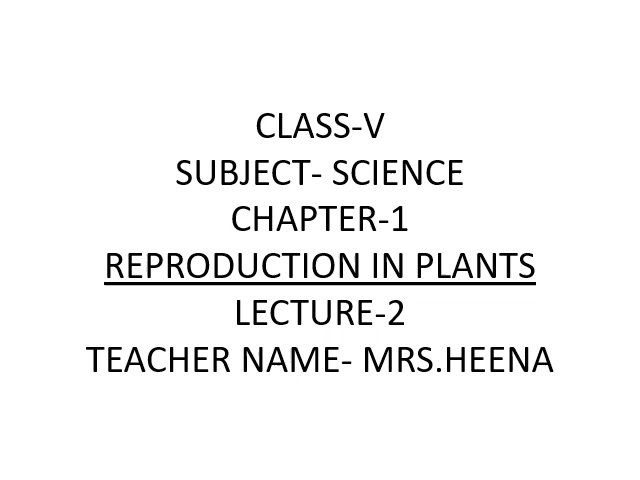 CLASS-V
SUBJECT- SCIENCE
CHAPTER-1
REPRODUCTION IN PLANTS
LECTURE-2
TEACHER NAME- MRS.HEENA